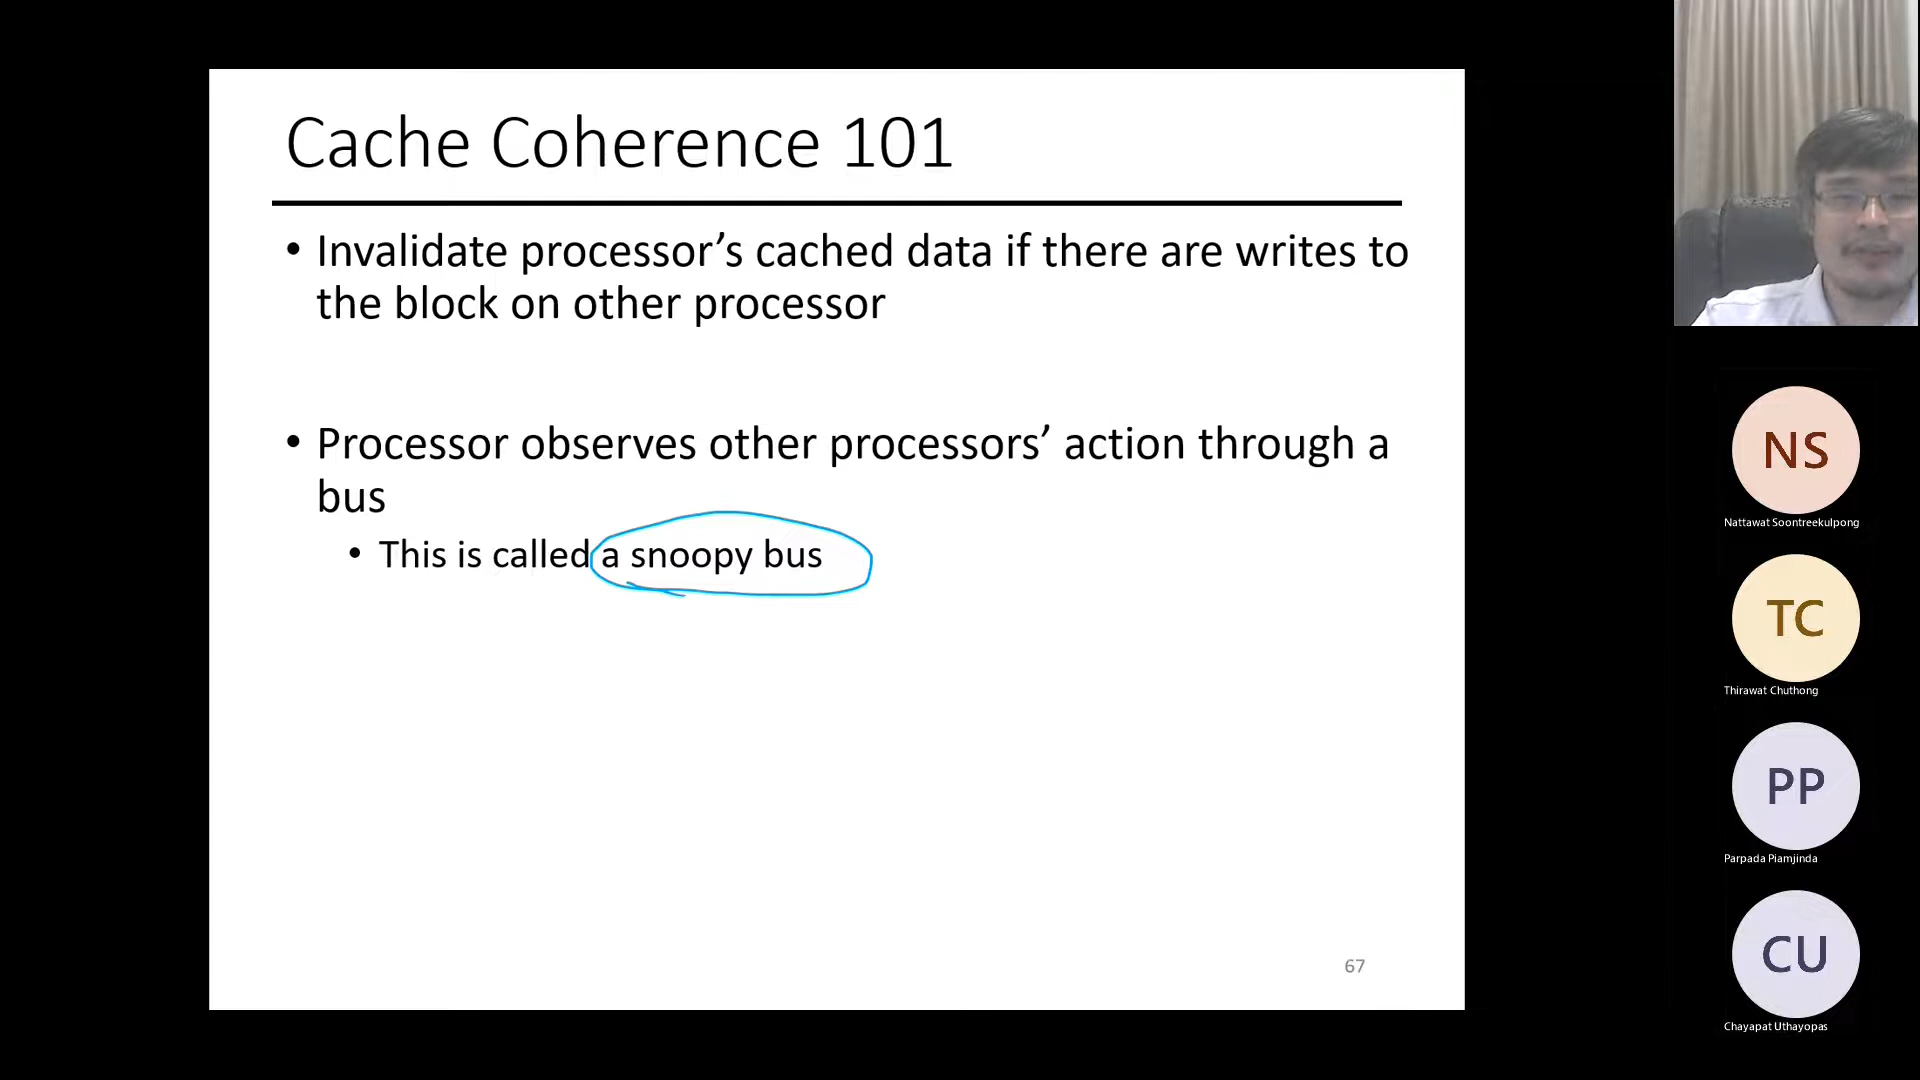 Cache Coherence 101
• Invalidate processor’s cached data if there are writes to
the block on other processor
• Processor observes other processors’ action through a
bus
• This is called a snoopy bus
67
NS
Nattawat Soontreekulpong
TC
Thirawat Chuthong
PP
Parpada Piamjinda
CU
Chayapat Uthayopas